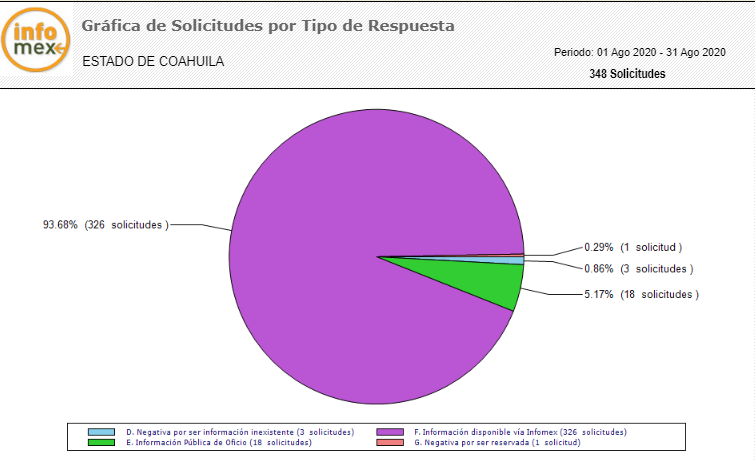 info
mex
Gráfica de Solicitudes por Tipo de Respuesta
ESTADO DE COAHUILA
Periodo: 01 Ago 2020 - 31 Ago 2020
348 Solicitudes
93.68% (326 solicitudes )
0.29% (1 solicitud )
0.86% (3 solicitudes )
5.17% (18 solicitudes )
D. Negativa por ser información inexistente (3 solicitudes)
F. Información disponible vía Infomex (326 solicitudes)
E. Información Pública de Oficio (18 solicitudes)
G. Negativa por ser reservada (1 solicitud)